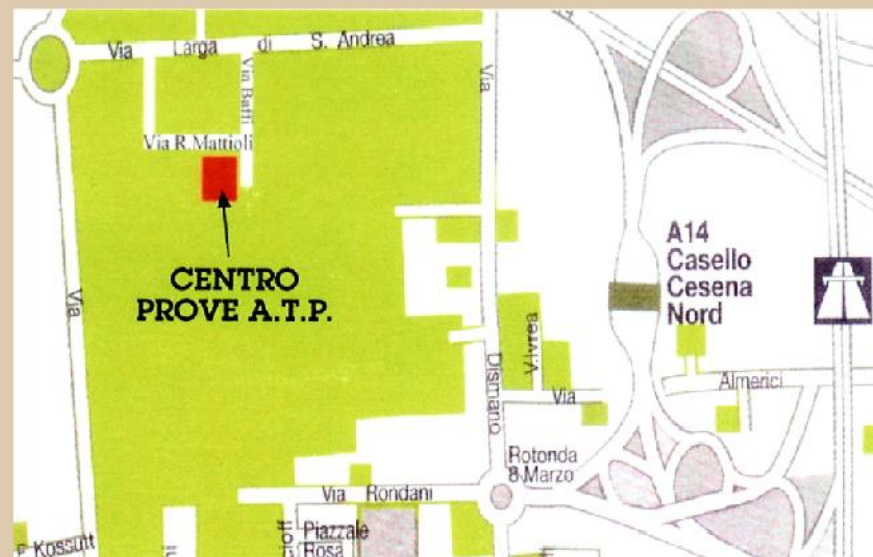 Via Larga di S. Andrea
Via Batti
Via R.Mattioli
Via
CENTRO
PROVE A.T.P.
A14
Casello
Cesena
Nord
Via
Dismano
V.Ivrea
Via Almerici
Rotonda
8 Marzo
Via Rondani
Piazzale
Rosa
F Kossutt